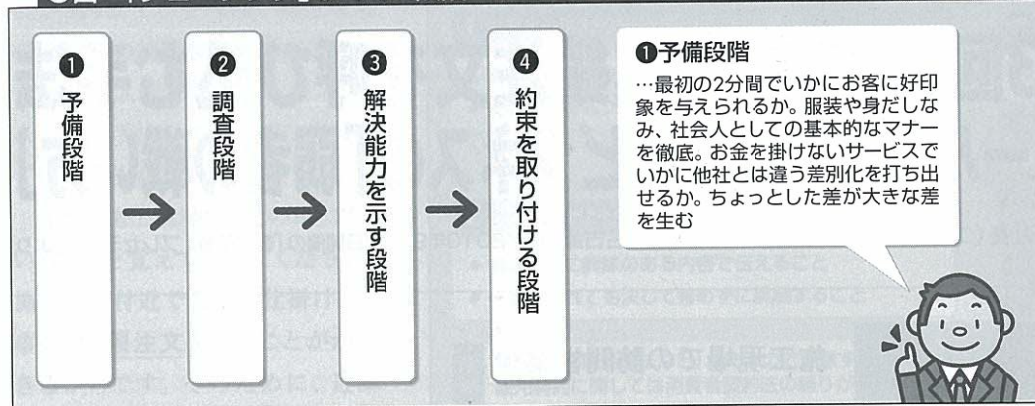 ❶
予備段階
❷
調査段階
❸
解決能力を示す段階
❹
約束を取り付ける段階
❶予備段階
…最初の2分間でいかにお客に好印
象を与えられるか。服装や身だしな
み、社会人としての基本的なマナー
を徹底。お金を掛けないサービスで
いかに他社とは違う差別化を打ち出
せるか。ちょっとした差が大きな差
を生む